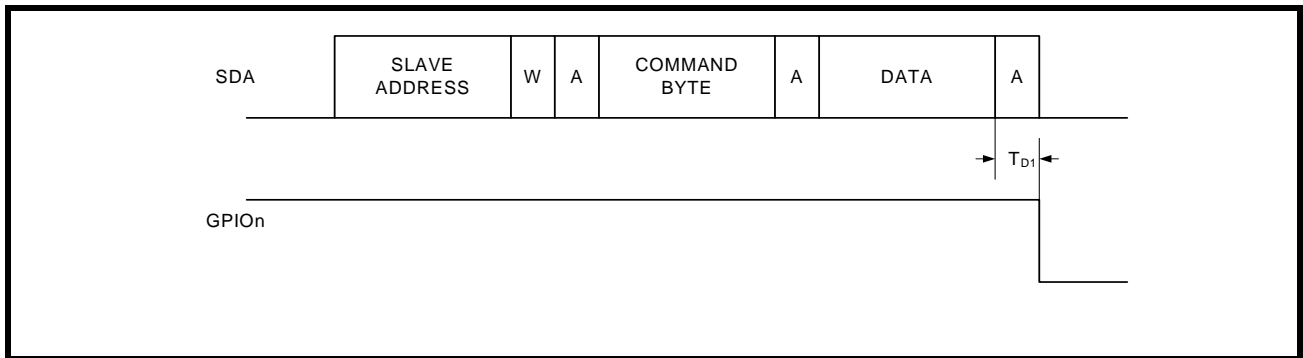 SDA
SLAVE
ADDRESS
W
A
COMMAND
BYTE
A
DATA
A
TD1
GPIOn